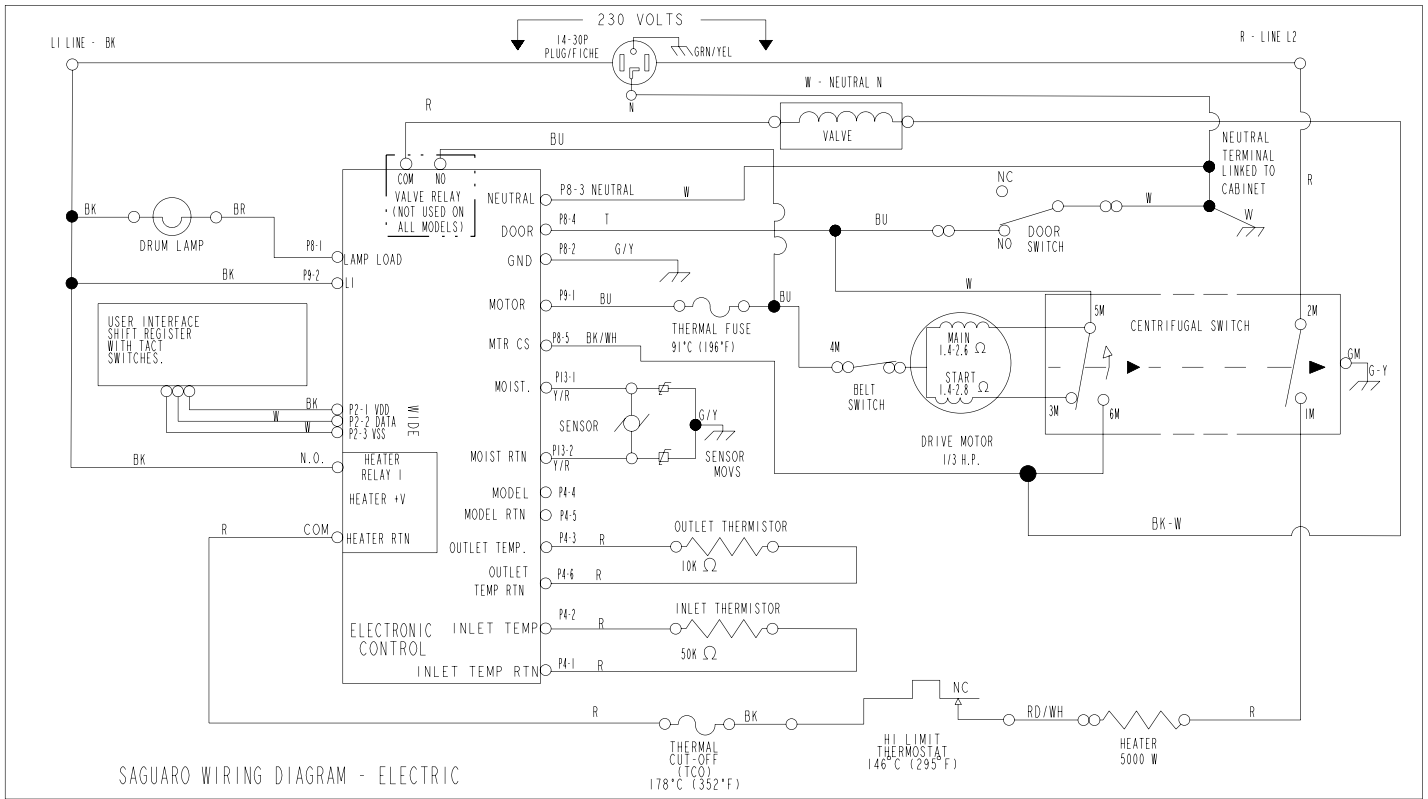 230 VOLTS
LI LINE - BK
14-30P
PLUG/FICHE
GRN/YEL
R - LINE L2
W - NEUTRAL N
N
R
VALVE
BU
NEUTRAL
TERMINAL
LINKED TO
CABINET
R
COM NO
VALVE RELAY
(NOT USED ON
ALL MODELS)
NEUTRAL
P8-3 NEUTRAL
W
NC
BK
BR
DRUM LAMP
P8-4
T
DOOR
BU
NO
DOOR
SWITCH
W
W
P8-1
LAMP LOAD
P8-2
G/Y
GND
BK
P9-2
LI
W
MOTOR
P9-1
BU
BU
THERMAL FUSE
91°C (196°F)
5M
CENTRIFUGAL SWITCH
2M
USER INTERFACE
SHIFT REGISTER
WITH TACT
SWITCHES.
MTR CS
P8-5
BK/WH
4M
MAIN
1.4-2.6 Ω
START
1.4-2.8 Ω
BELT
SWITCH
GM
G-Y
MOIST.
P13-1
Y/R
3M
6M
1M
BK
W
W
P2-1 VDD
P2-2 DATA
P2-3 VSS
WIDE
SENSOR
G/Y
SENSOR
MOVS
DRIVE MOTOR
1/3 H.P.
BK
N.O.
HEATER
RELAY 1
HEATER +V
MOIST RTN
P13-2
Y/R
MODEL
P4-4
MODEL RTN
P4-5
BK-W
R
COM
HEATER RTN
OUTLET TEMP.
P4-3
R
OUTLET THERMISTOR
10K Ω
OUTLET
TEMP RTN
P4-6
R
ELECTRONIC
CONTROL
INLET TEMP
P4-2
R
INLET THERMISTOR
50K Ω
INLET TEMP RTN
P4-1
R
R
BK
NC
RD/WH
R
THERMAL
CUT-OFF
(TCO)
178°C (352°F)
HI LIMIT
THERMOSTAT
146°C (295°F)
HEATER
5000 W
SAGUARO WIRING DIAGRAM - ELECTRIC